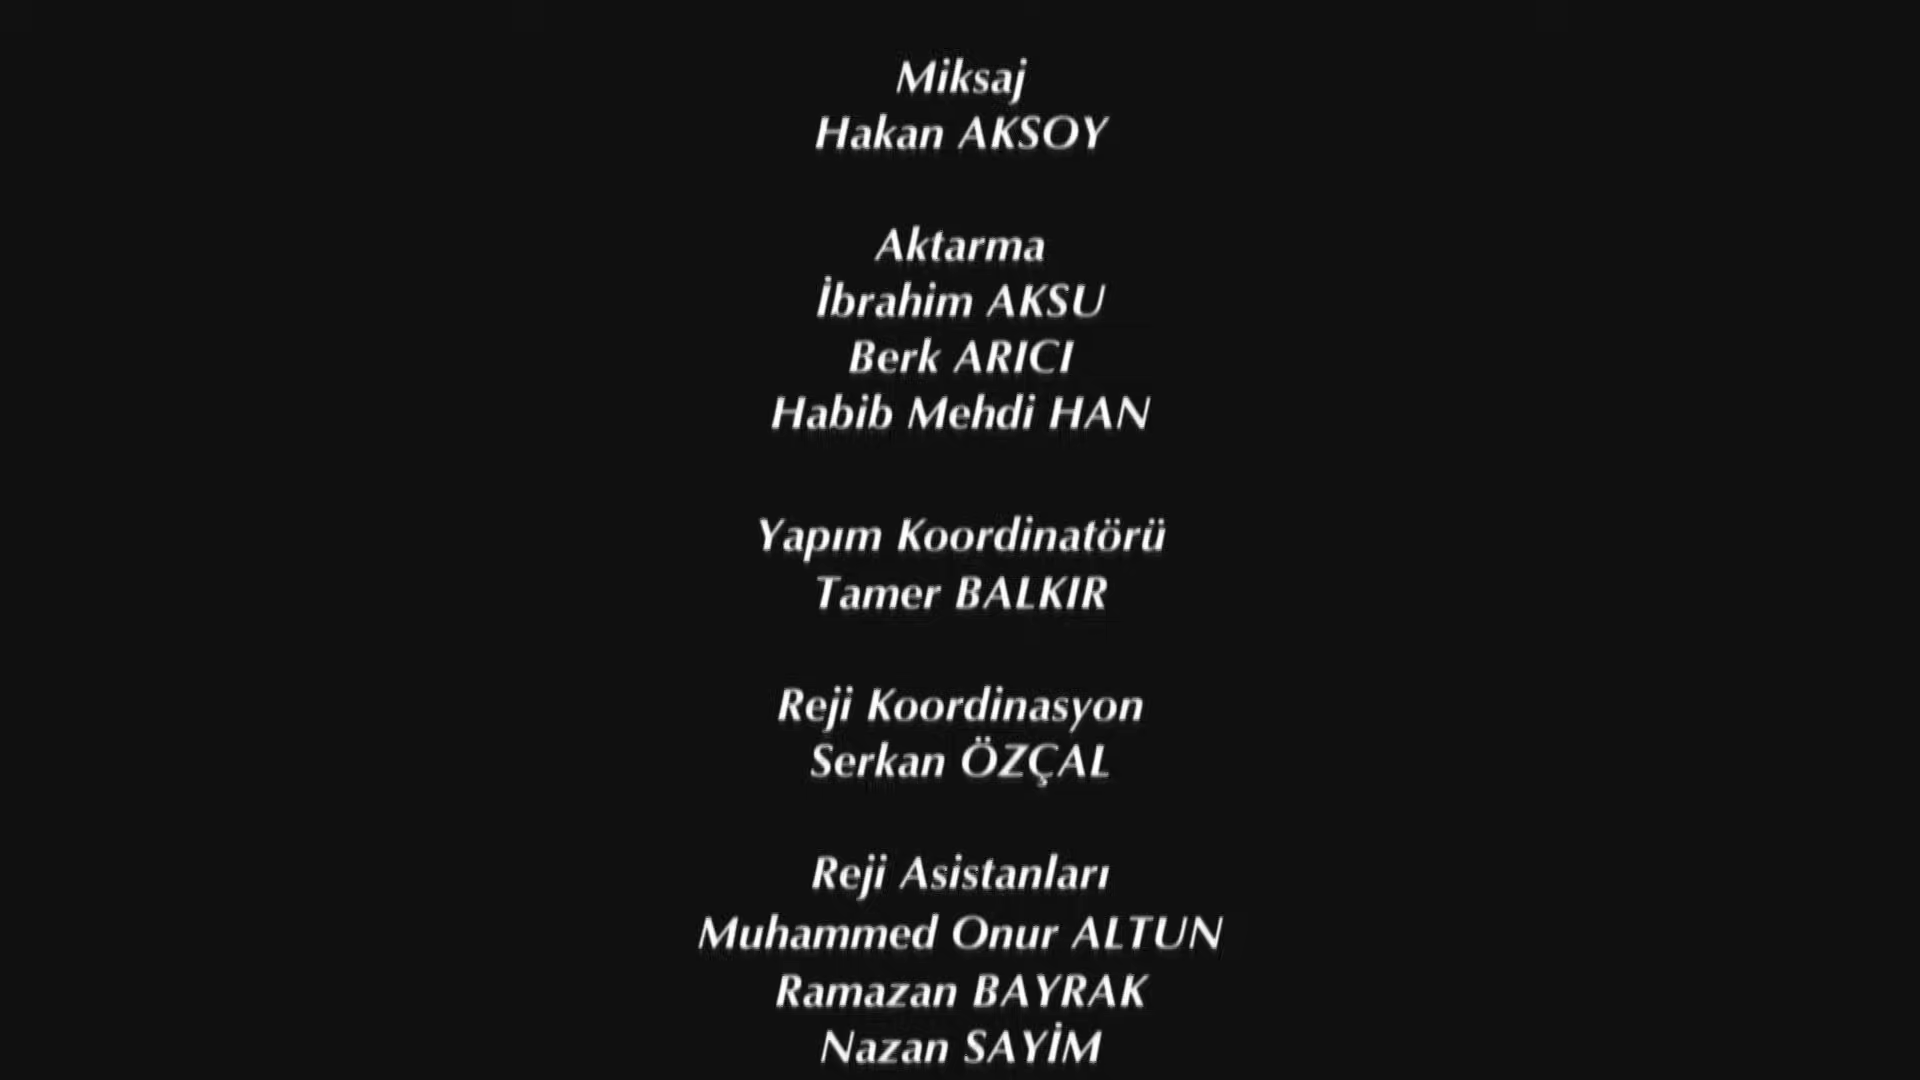 Miksaj
Hakan AKSOY
Aktarma
İbrahim AKSU
Berk ARICI
Habib Mehdi HAN
Yapım Koordinatörü
Tamer BALKIR
Reji Koordinasyon
Serkan ÖZÇAL
Reji Asistanları
Muhammed Onur ALTUN
Ramazan BAYRAK
Nazan SAYİM